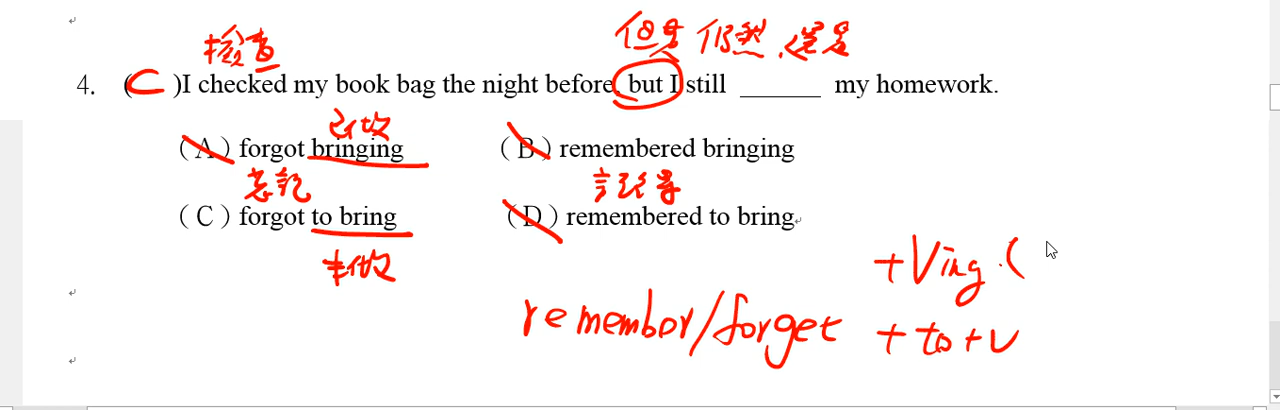 檢查 但是 仍然,還是
4. ( C )I checked my book bag the night before, but I still ______ my homework.
已做
(A) forgot bringing (B) remembered bringing
忘記 記得
(C) forgot to bring (D) remembered to bring
未做
+Ving (
remember/forget + to + V